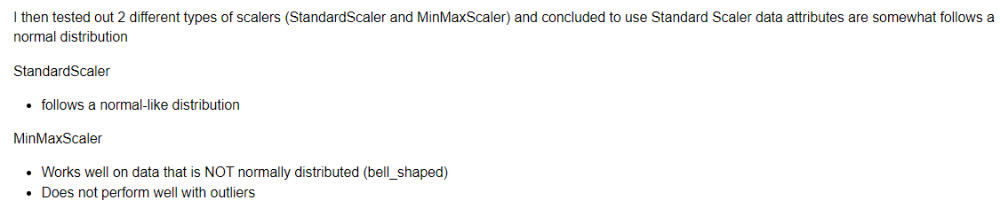 I then tested out 2 different types of scalers (StandardScaler and MinMaxScaler) and concluded to use Standard Scaler data attributes are somewhat follows a
normal distribution
StandardScaler
• follows a normal-like distribution
MinMaxScaler
• Works well on data that is NOT normally distributed (bell_shaped)
• Does not perform well with outliers